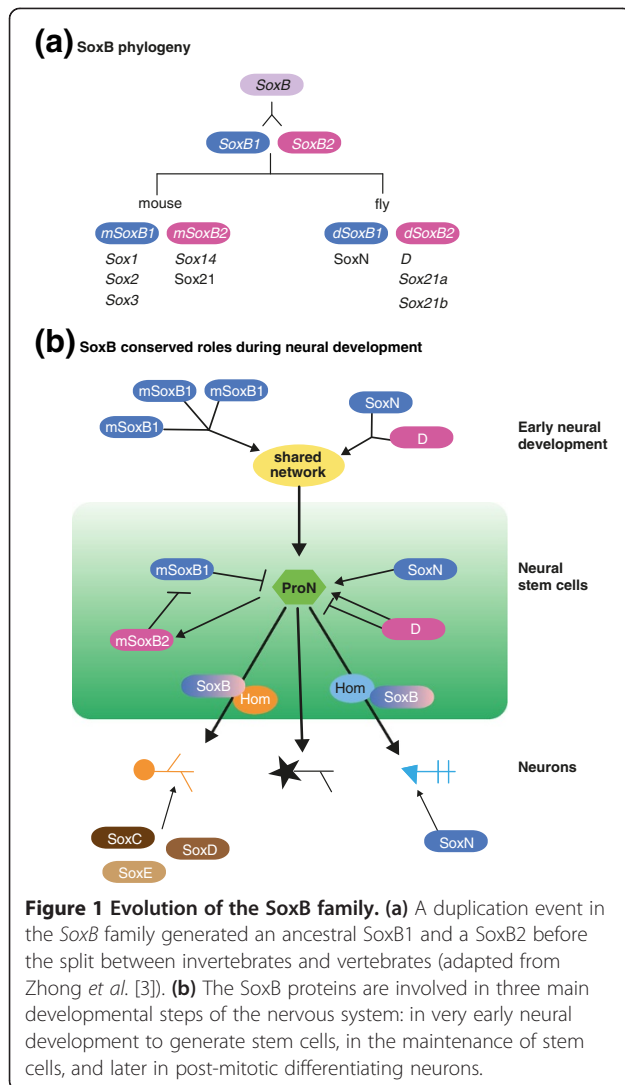 (a) SoxB phylogeny
SoxB
SoxB1 SoxB2
mouse fly
mSoxB1 mSoxB2 dSoxB1 dSoxB2
Sox1 Sox14 SoxN D
Sox2 Sox21 Sox21a
Sox3 Sox21b
(b) SoxB conserved roles during neural development
mSoxB1 mSoxB1 SoxN
mSoxB1 D
Early neural
development
shared
network
mSoxB1 SoxN
Neural
stem cells
ProN
mSoxB2 D
SoxB Hom
Hom SoxB
Neurons
SoxC SoxD
SoxE
SoxN
Figure 1 Evolution of the SoxB family. (a) A duplication event in
the SoxB family generated an ancestral SoxB1 and a SoxB2 before
the split between invertebrates and vertebrates (adapted from
Zhong et al. [3]). (b) The SoxB proteins are involved in three main
developmental steps of the nervous system: in very early neural
development to generate stem cells, in the maintenance of stem
cells, and later in post-mitotic differentiating neurons.